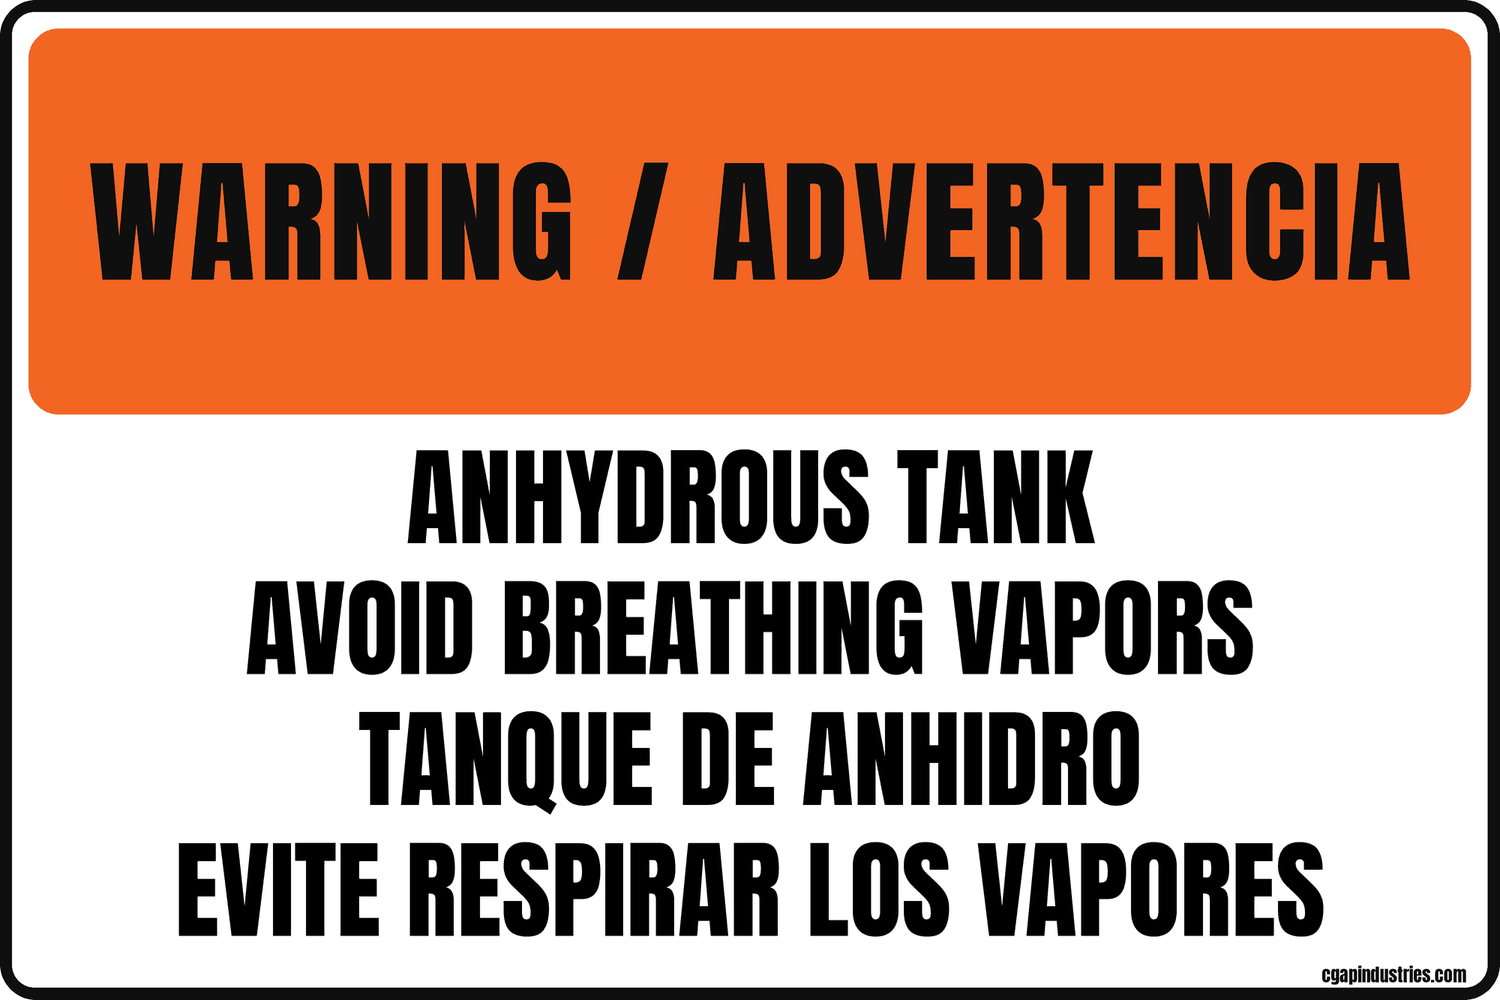 WARNING / ADVERTENCIA
ANHYDROUS TANK
AVOID BREATHING VAPORS
TANQUE DE ANHIDRO
EVITE RESPIRAR LOS VAPORES
cgapindustries.com